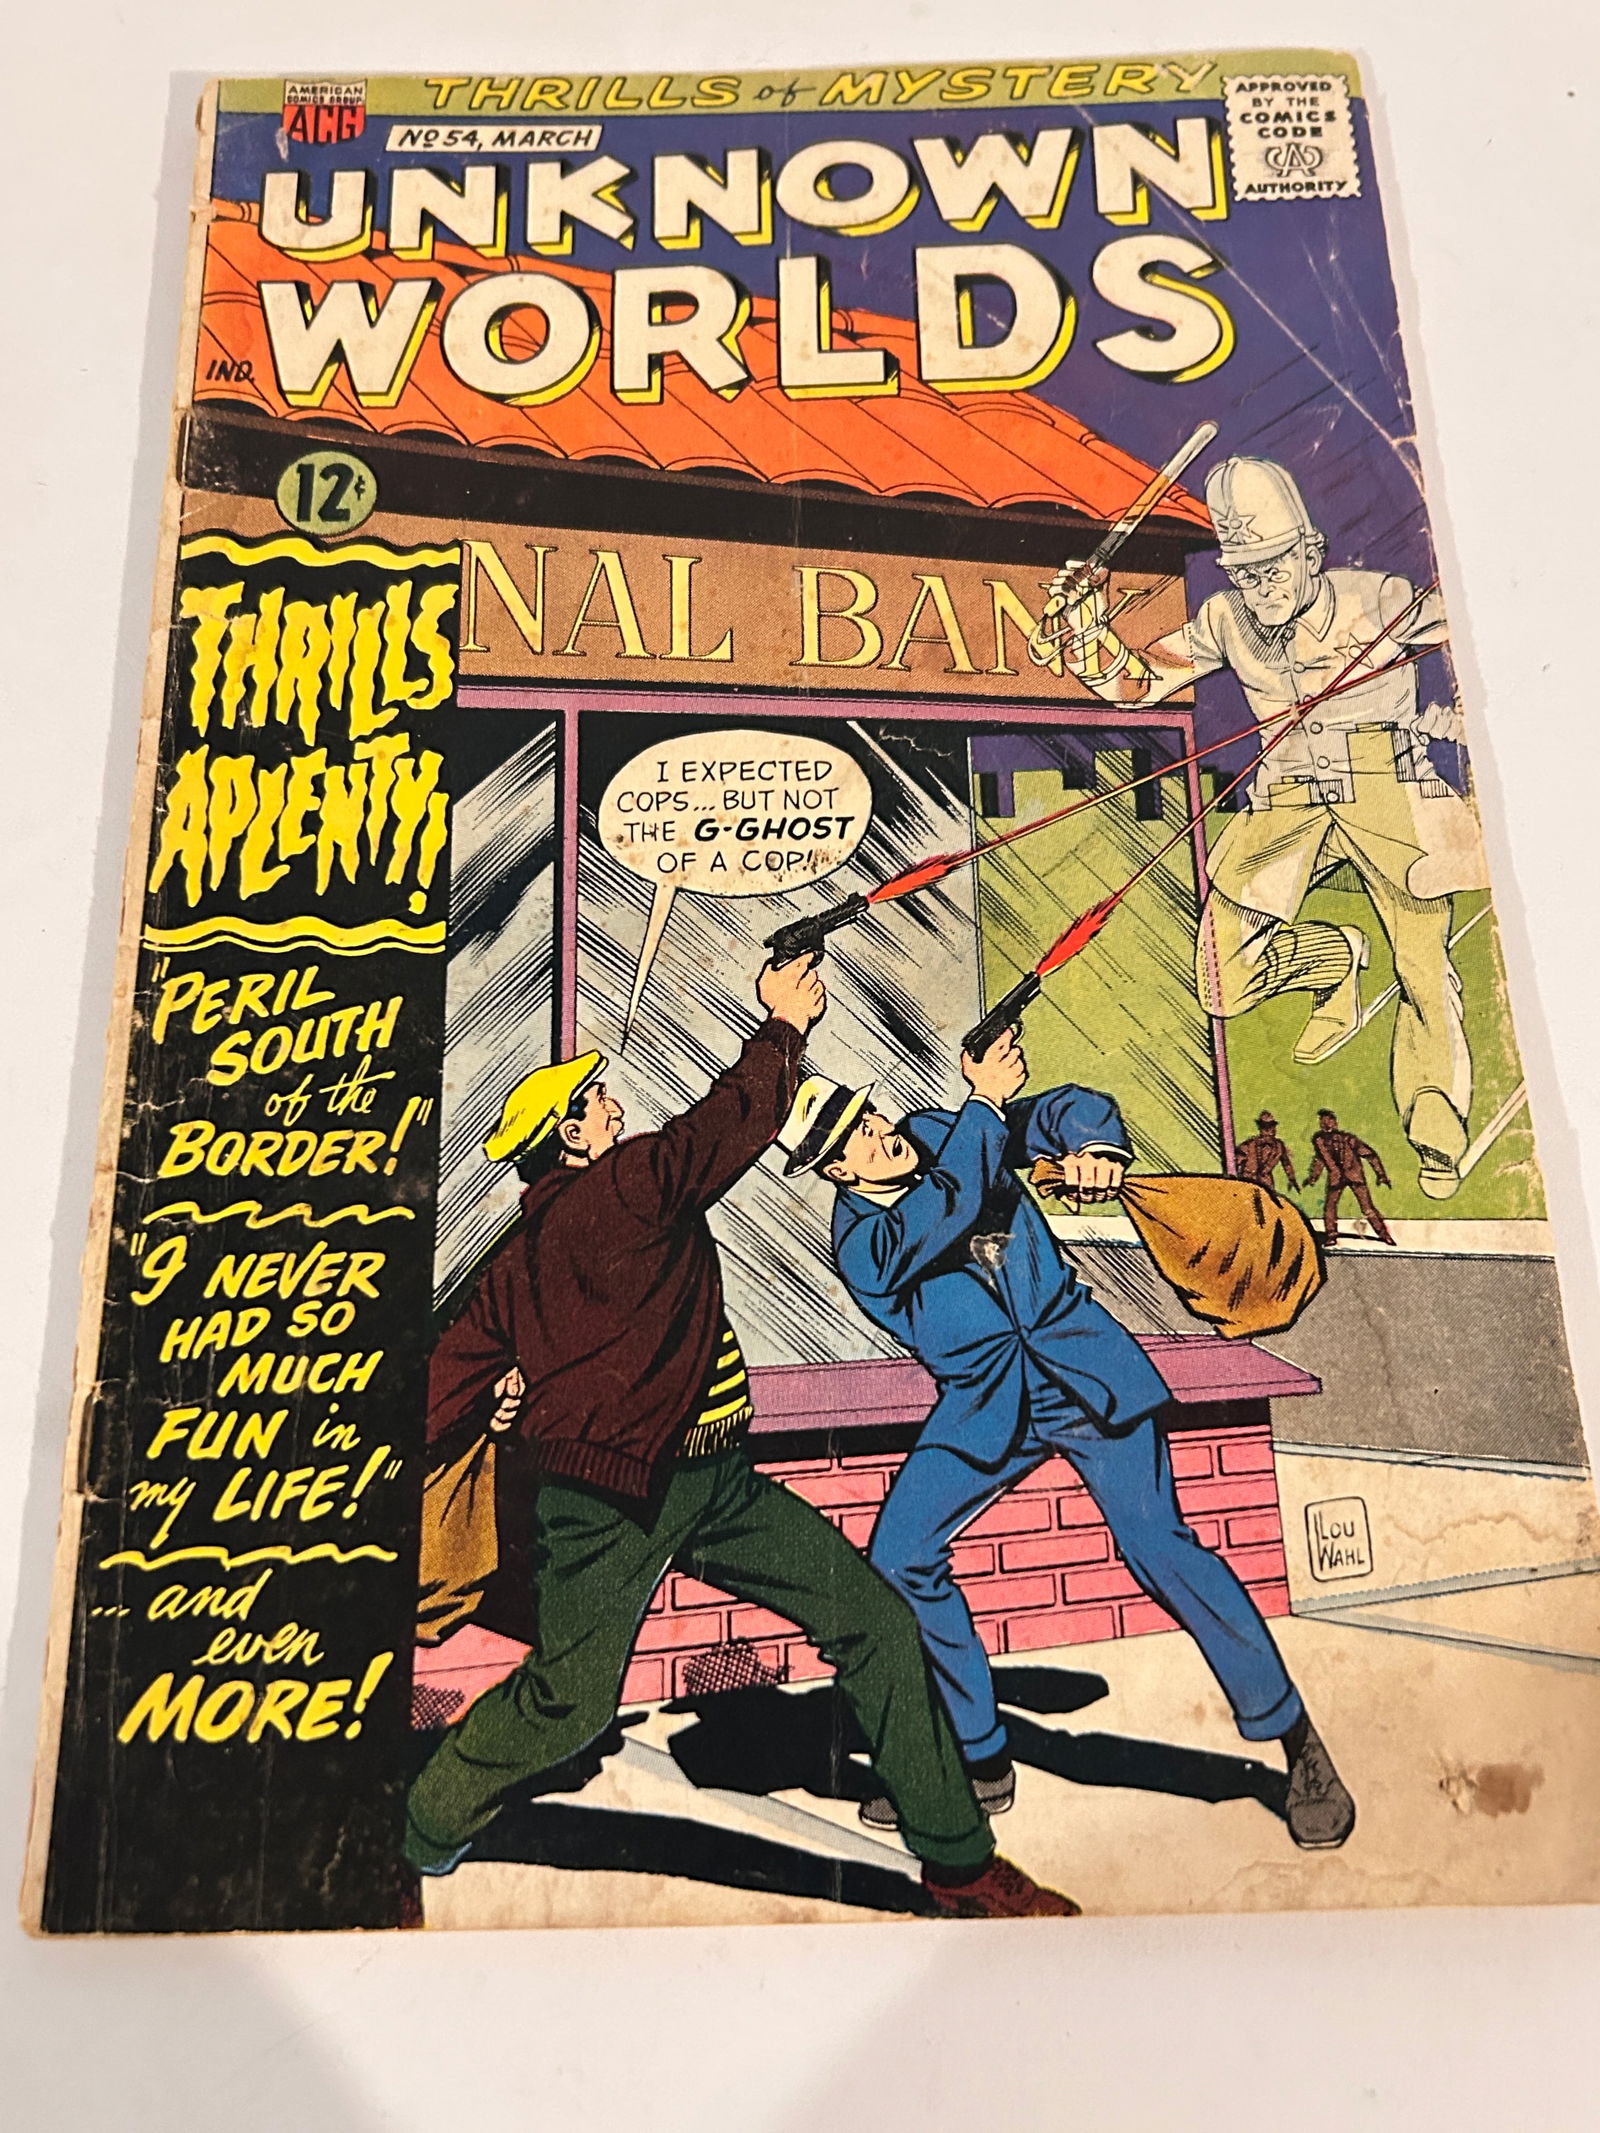 THRILLS of MYSTERY
AMERICAN
COMICS GROUP
ACG
No 54, MARCH
APPROVED
BY THE
COMICS
CODE
CA
AUTHORITY
UNKNOWN
WORLDS
IND.
12¢
NAL BANK
THRILLS
APLENTY!
I EXPECTED
COPS... BUT NOT
THE G-GHOST
OF A COP!
"PERIL
SOUTH
of the
BORDER!"
"I NEVER
HAD SO
MUCH
FUN in
my LIFE!"
... and
even
MORE!
LOU
WAHL